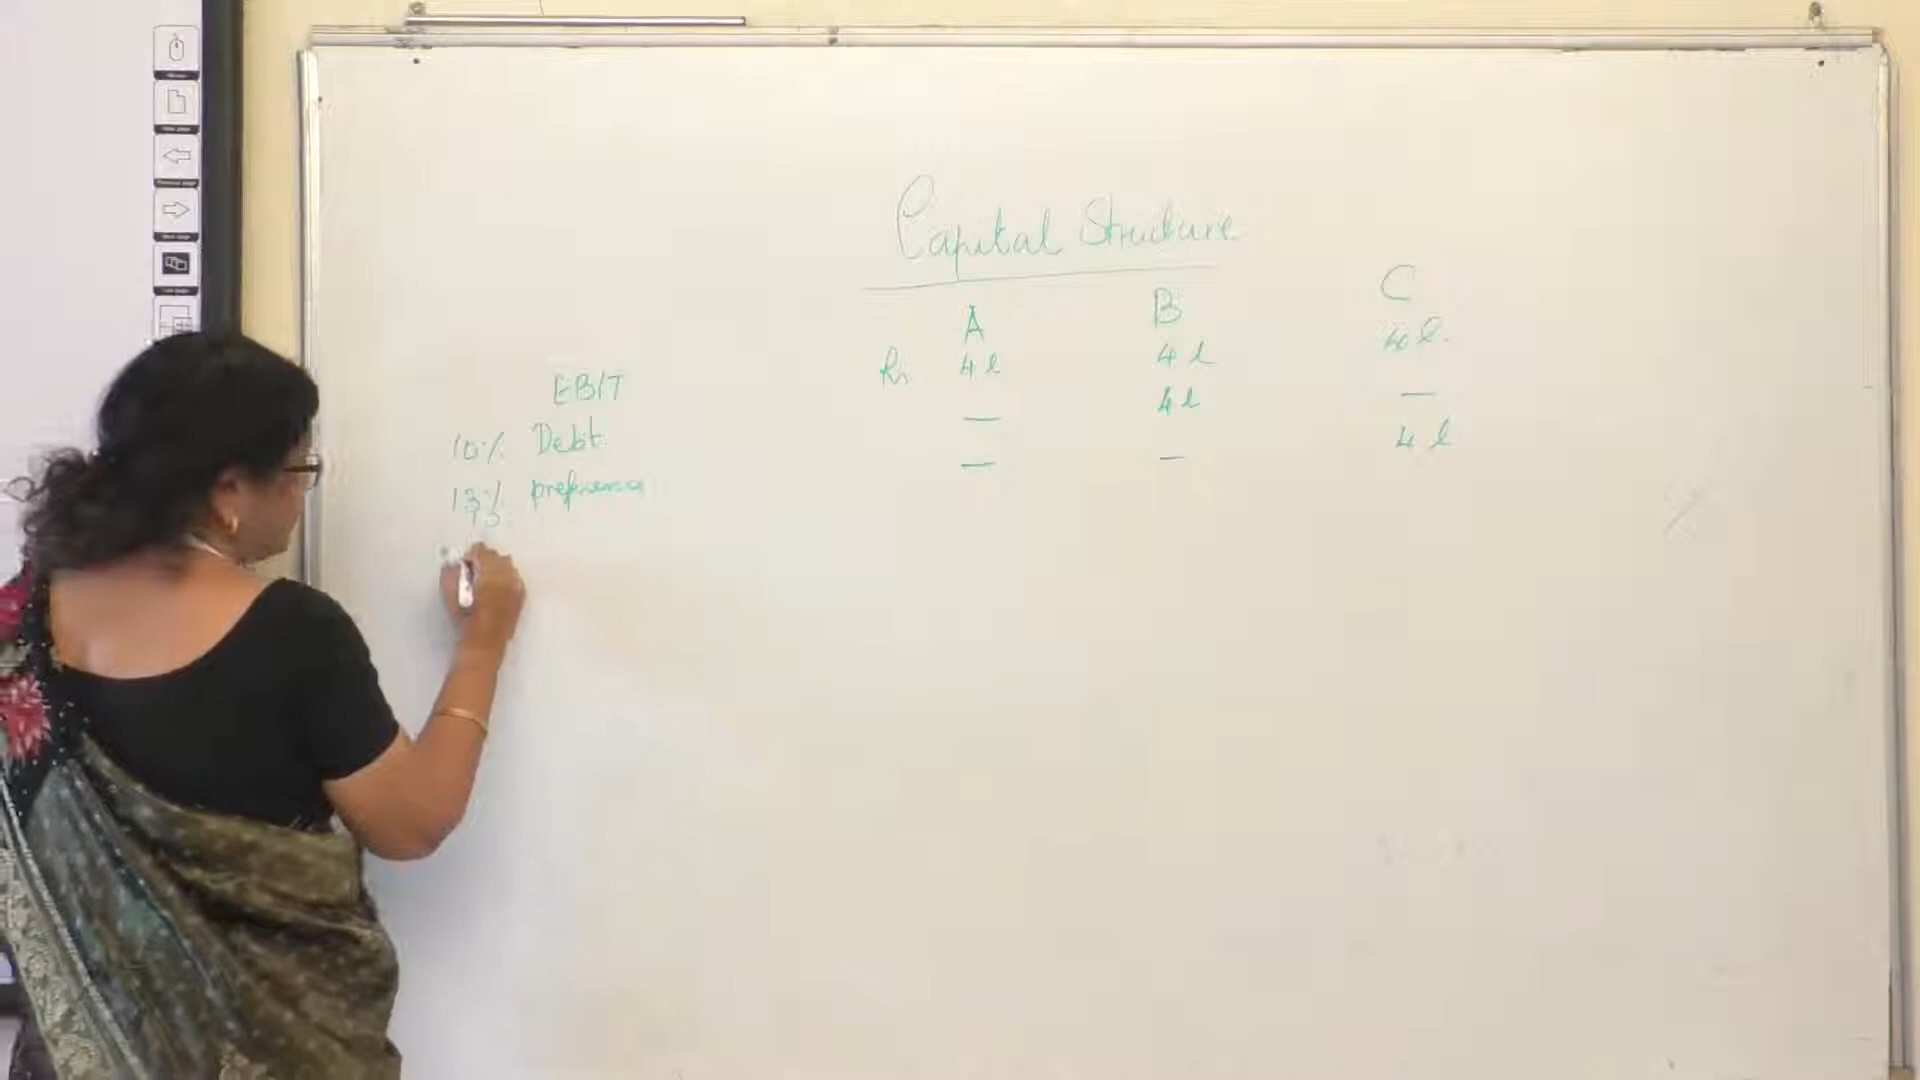 Capital Structure
A B C
Rs 4 l 4 l 4 l.
EBIT — 4 l —
10% Debt — — 4 l
13% preference